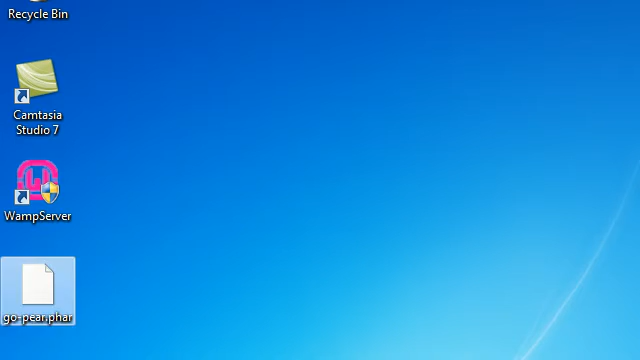 Recycle Bin
Camtasia
Studio 7
WampServer
go-pear.phar